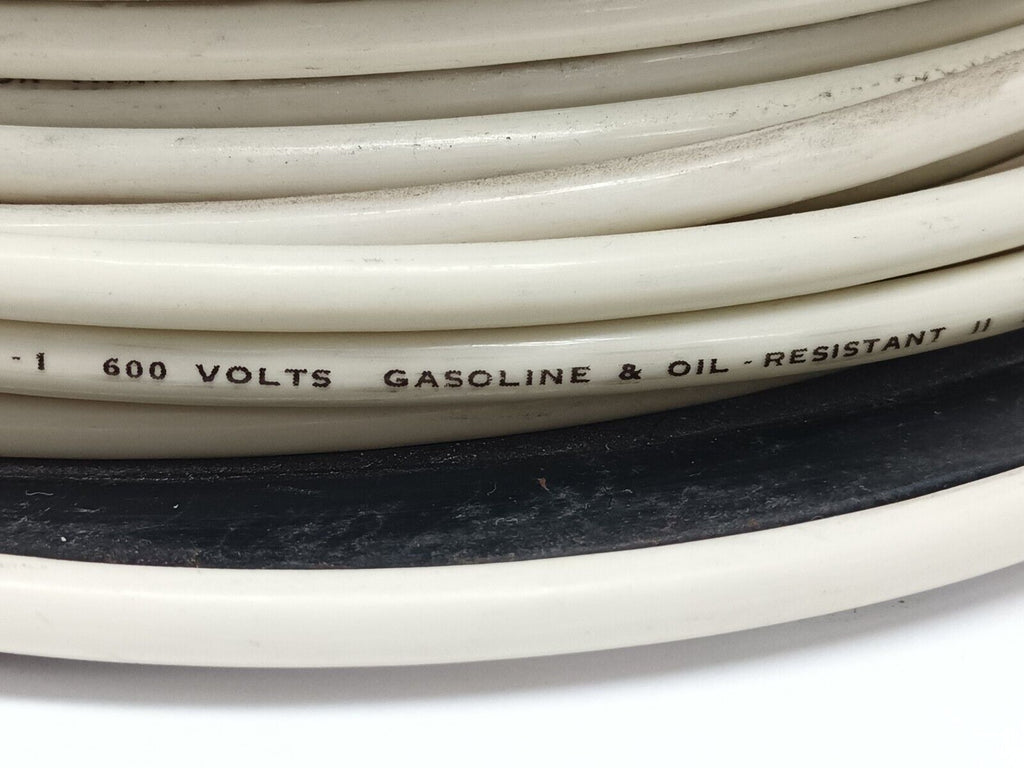 -1 600 VOLTS GASOLINE & OIL-RESISTANT II